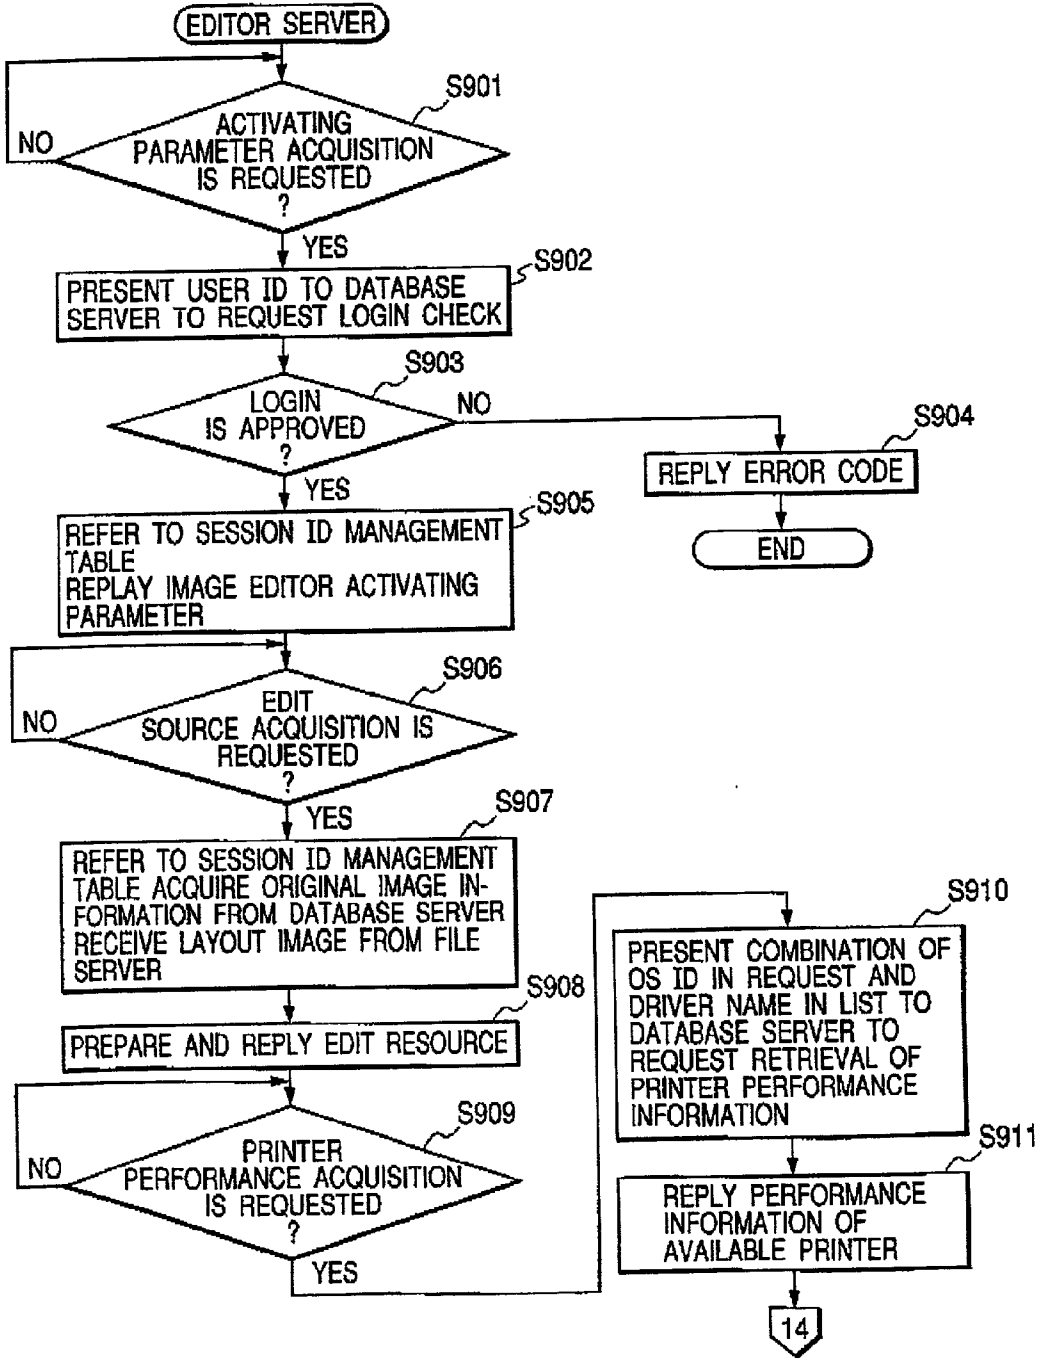 EDITOR SERVER
S901
ACTIVATING
PARAMETER ACQUISITION
IS REQUESTED
?
NO
YES
S902
PRESENT USER ID TO DATABASE
SERVER TO REQUEST LOGIN CHECK
S903
LOGIN
IS APPROVED
?
NO
YES
S904
REPLY ERROR CODE
END
S905
REFER TO SESSION ID MANAGEMENT
TABLE
REPLAY IMAGE EDITOR ACTIVATING
PARAMETER
S906
EDIT
SOURCE ACQUISITION IS
REQUESTED
?
NO
YES
S907
REFER TO SESSION ID MANAGEMENT
TABLE ACQUIRE ORIGINAL IMAGE IN-
FORMATION FROM DATABASE SERVER
RECEIVE LAYOUT IMAGE FROM FILE
SERVER
S908
PREPARE AND REPLY EDIT RESOURCE
S909
PRINTER
PERFORMANCE ACQUISITION
IS REQUESTED
?
NO
YES
S910
PRESENT COMBINATION OF
OS ID IN REQUEST AND
DRIVER NAME IN LIST TO
DATABASE SERVER TO
REQUEST RETRIEVAL OF
PRINTER PERFORMANCE
INFORMATION
S911
REPLY PERFORMANCE
INFORMATION OF
AVAILABLE PRINTER
14